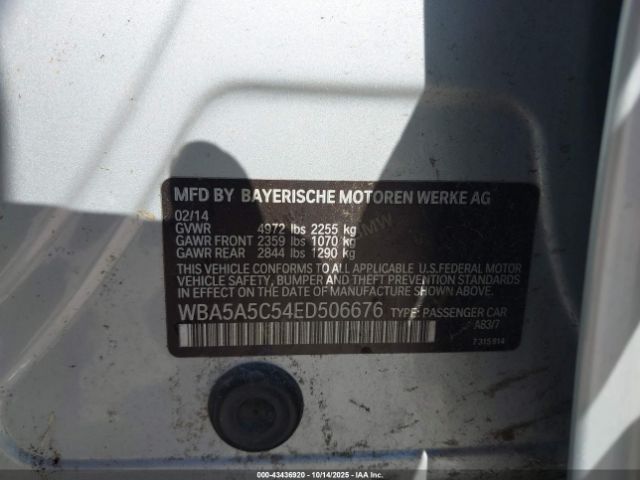 MFD BY BAYERISCHE MOTOREN WERKE AG
02/14
GVWR 4972 lbs 2255 kg
GAWR FRONT 2359 lbs 1070 kg
GAWR REAR 2844 lbs 1290 kg
THIS VEHICLE CONFORMS TO ALL APPLICABLE U.S.FEDERAL MOTOR
VEHICLE SAFETY, BUMPER AND THEFT PREVENTION
STANDARDS IN EFFECT ON THE DATE OF MANUFACTURE SHOWN ABOVE.
WBA5A5C54ED506676 TYPE: PASSENGER CAR
A83/7
7315614
000-43436920 - 10/14/2025 - IAAI.COM